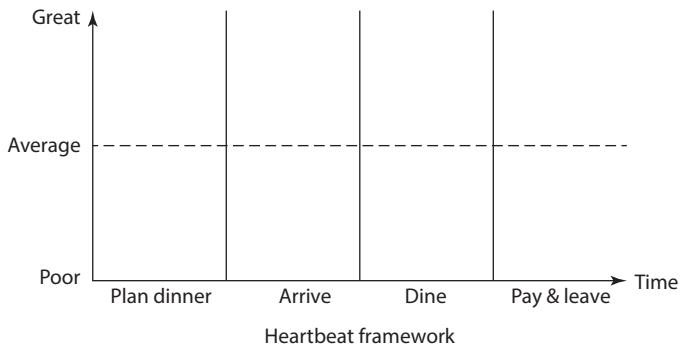 Great
Average
Poor
Time
Plan dinner
Arrive
Dine
Pay & leave
Heartbeat framework